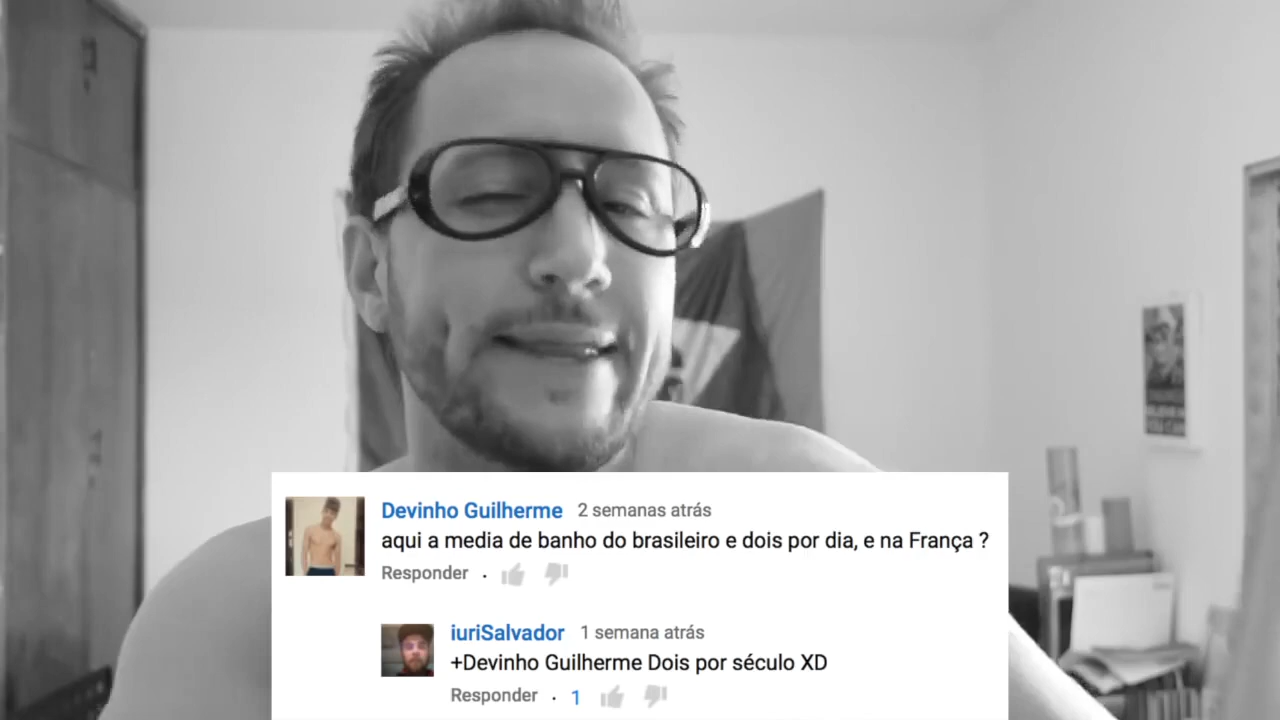 Devinho Guilherme 2 semanas atrás
aqui a media de banho do brasileiro e dois por dia, e na França ?
Responder .
iuriSalvador 1 semana atrás
+Devinho Guilherme Dois por século XD
Responder . 1